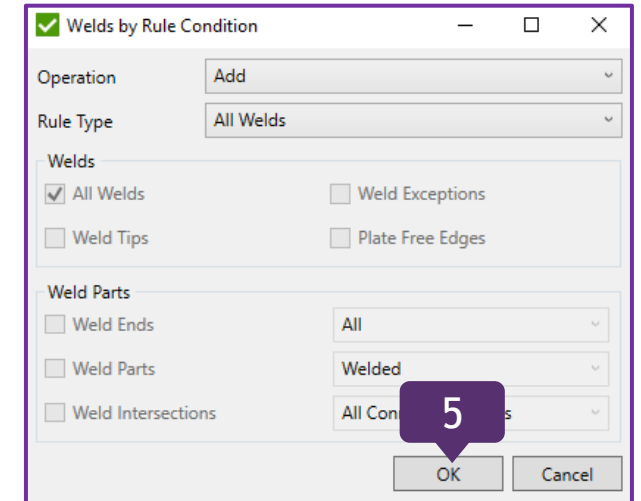 Welds by Rule Condition
Operation Add
Rule Type All Welds
Welds
All Welds Weld Exceptions
Weld Tips Plate Free Edges
Weld Parts
Weld Ends All
Weld Parts Welded
Weld Intersections All
5
OK Cancel